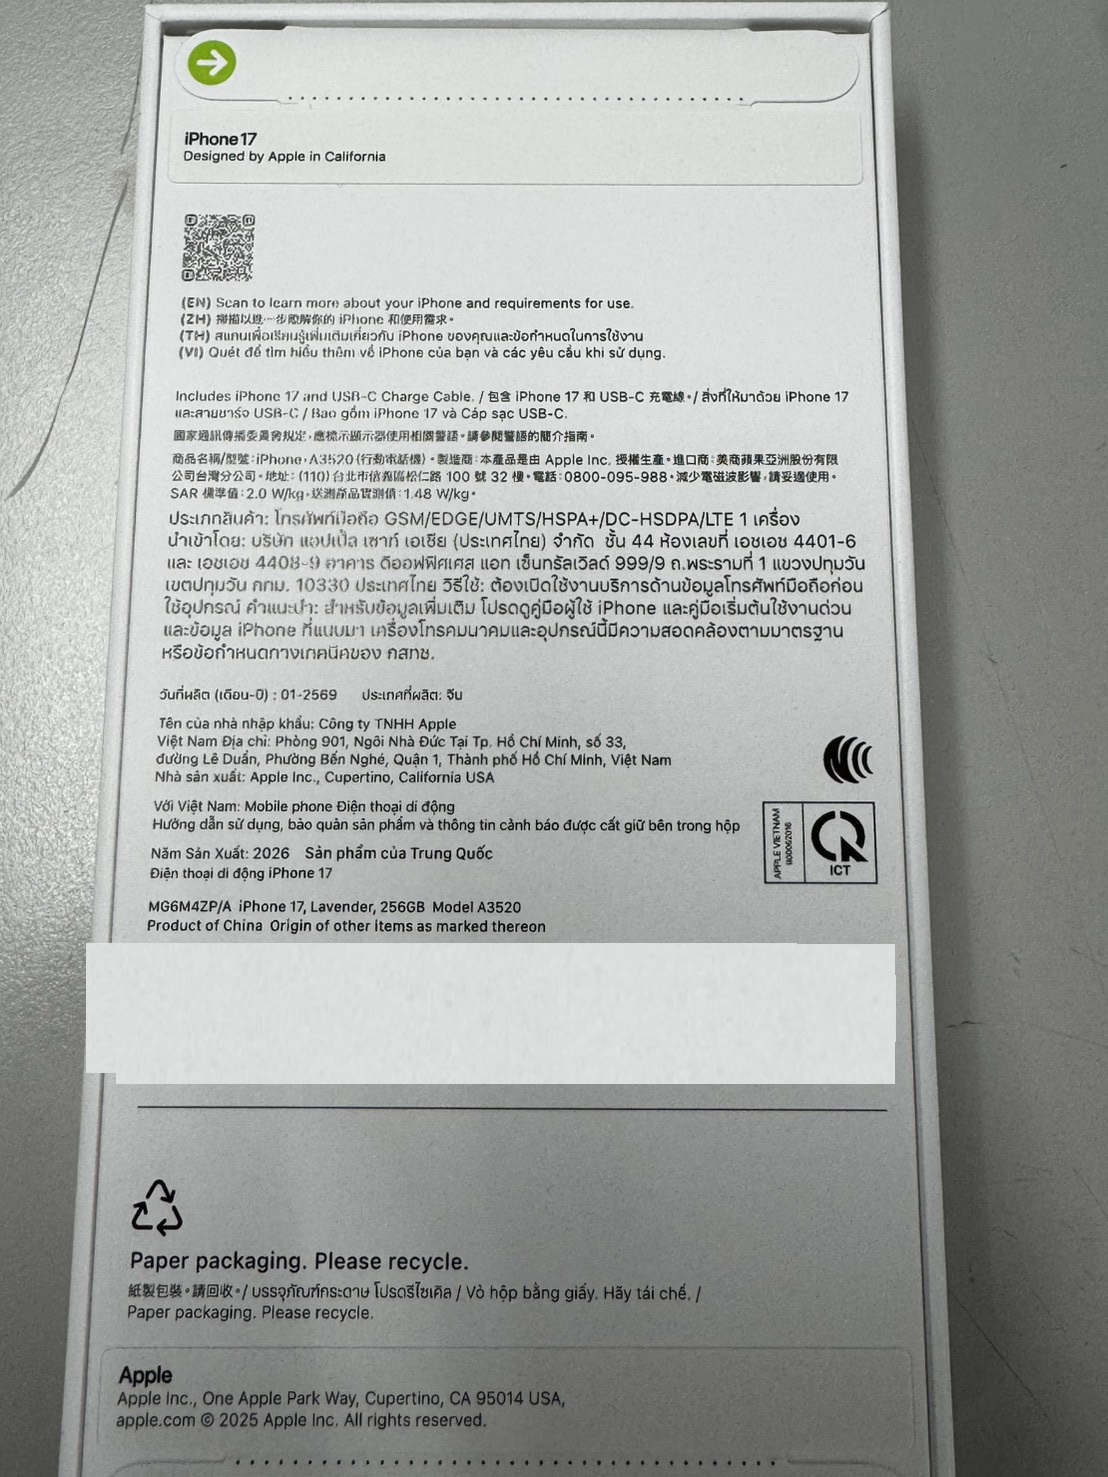 iPhone 17
Designed by Apple in California
(EN) Scan to learn more about your iPhone and requirements for use.
(ZH) 掃描以進一步瞭解你的 iPhone 和使用需求。
(TH) สแกนเพื่อเรียนรู้เพิ่มเติมเกี่ยวกับ iPhone ของคุณและข้อกำหนดในการใช้งาน
(VI) Quét để tìm hiểu thêm về iPhone của bạn và các yêu cầu khi sử dụng.
Includes iPhone 17 and USB-C Charge Cable. / 包含 iPhone 17 和 USB-C 充電線。/ สิ่งที่ให้มาด้วย iPhone 17
และสายชาร์จ USB-C / Bao gồm iPhone 17 và Cáp sạc USB-C.
國家通訊傳播委員會規定，應標示顯示器使用相關警語。請參閱警語的簡介指南。
商品名稱/型號：iPhone，A3520 (行動電話機)。製造商：本產品是由 Apple Inc. 授權生產。進口商：美商蘋果亞洲股份有限
公司台灣分公司。地址：(110) 台北市信義區松仁路 100 號 32 樓。電話：0800-095-988。減少電磁波影響，請妥適使用。
SAR 標準值：2.0 W/kg，送測產品實測值：1.48 W/kg。
ประเภทสินค้า: โทรศัพท์มือถือ GSM/EDGE/UMTS/HSPA+/DC-HSDPA/LTE 1 เครื่อง
นำเข้าโดย: บริษัท แอปเปิ้ล เซาท์ เอเชีย (ประเทศไทย) จำกัด ชั้น 44 ห้องเลขที่ เอชเอช 4401-6
และ เอชเอช 4408-9 อาคาร ดิออฟฟิศเศส แอท เซ็นทรัลเวิลด์ 999/9 ถ.พระรามที่ 1 แขวงปทุมวัน
เขตปทุมวัน กทม. 10330 ประเทศไทย วิธีใช้: ต้องเปิดใช้งานบริการด้านข้อมูลโทรศัพท์มือถือก่อน
ใช้อุปกรณ์ คำแนะนำ: สำหรับข้อมูลเพิ่มเติม โปรดดูคู่มือผู้ใช้ iPhone และคู่มือเริ่มต้นใช้งานด่วน
และข้อมูล iPhone ที่แนบมา เครื่องโทรคมนาคมและอุปกรณ์นี้มีความสอดคล้องตามมาตรฐาน
หรือข้อกำหนดทางเทคนิคของ กสทช.
วันที่ผลิต (เดือน-ปี) : 01-2569 ประเทศที่ผลิต: จีน
Tên của nhà nhập khẩu: Công ty TNHH Apple
Việt Nam Địa chỉ: Phòng 901, Ngôi Nhà Đức Tại Tp. Hồ Chí Minh, số 33,
đường Lê Duẩn, Phường Bến Nghé, Quận 1, Thành phố Hồ Chí Minh, Việt Nam
Nhà sản xuất: Apple Inc., Cupertino, California USA
Với Việt Nam: Mobile phone Điện thoại di động
Hướng dẫn sử dụng, bảo quản sản phẩm và thông tin cảnh báo được cất giữ bên trong hộp
APPLE VIETNAM
B00062016
ICT
Năm Sản Xuất: 2026 Sản phẩm của Trung Quốc
Điện thoại di động iPhone 17
MG6M4ZP/A iPhone 17, Lavender, 256GB Model A3520
Product of China Origin of other items as marked thereon
Paper packaging. Please recycle.
紙製包裝。請回收。/ บรรจุภัณฑ์กระดาษ โปรดรีไซเคิล / Vỏ hộp bằng giấy. Hãy tái chế. /
Paper packaging. Please recycle.
Apple
Apple Inc., One Apple Park Way, Cupertino, CA 95014 USA,
apple.com © 2025 Apple Inc. All rights reserved.